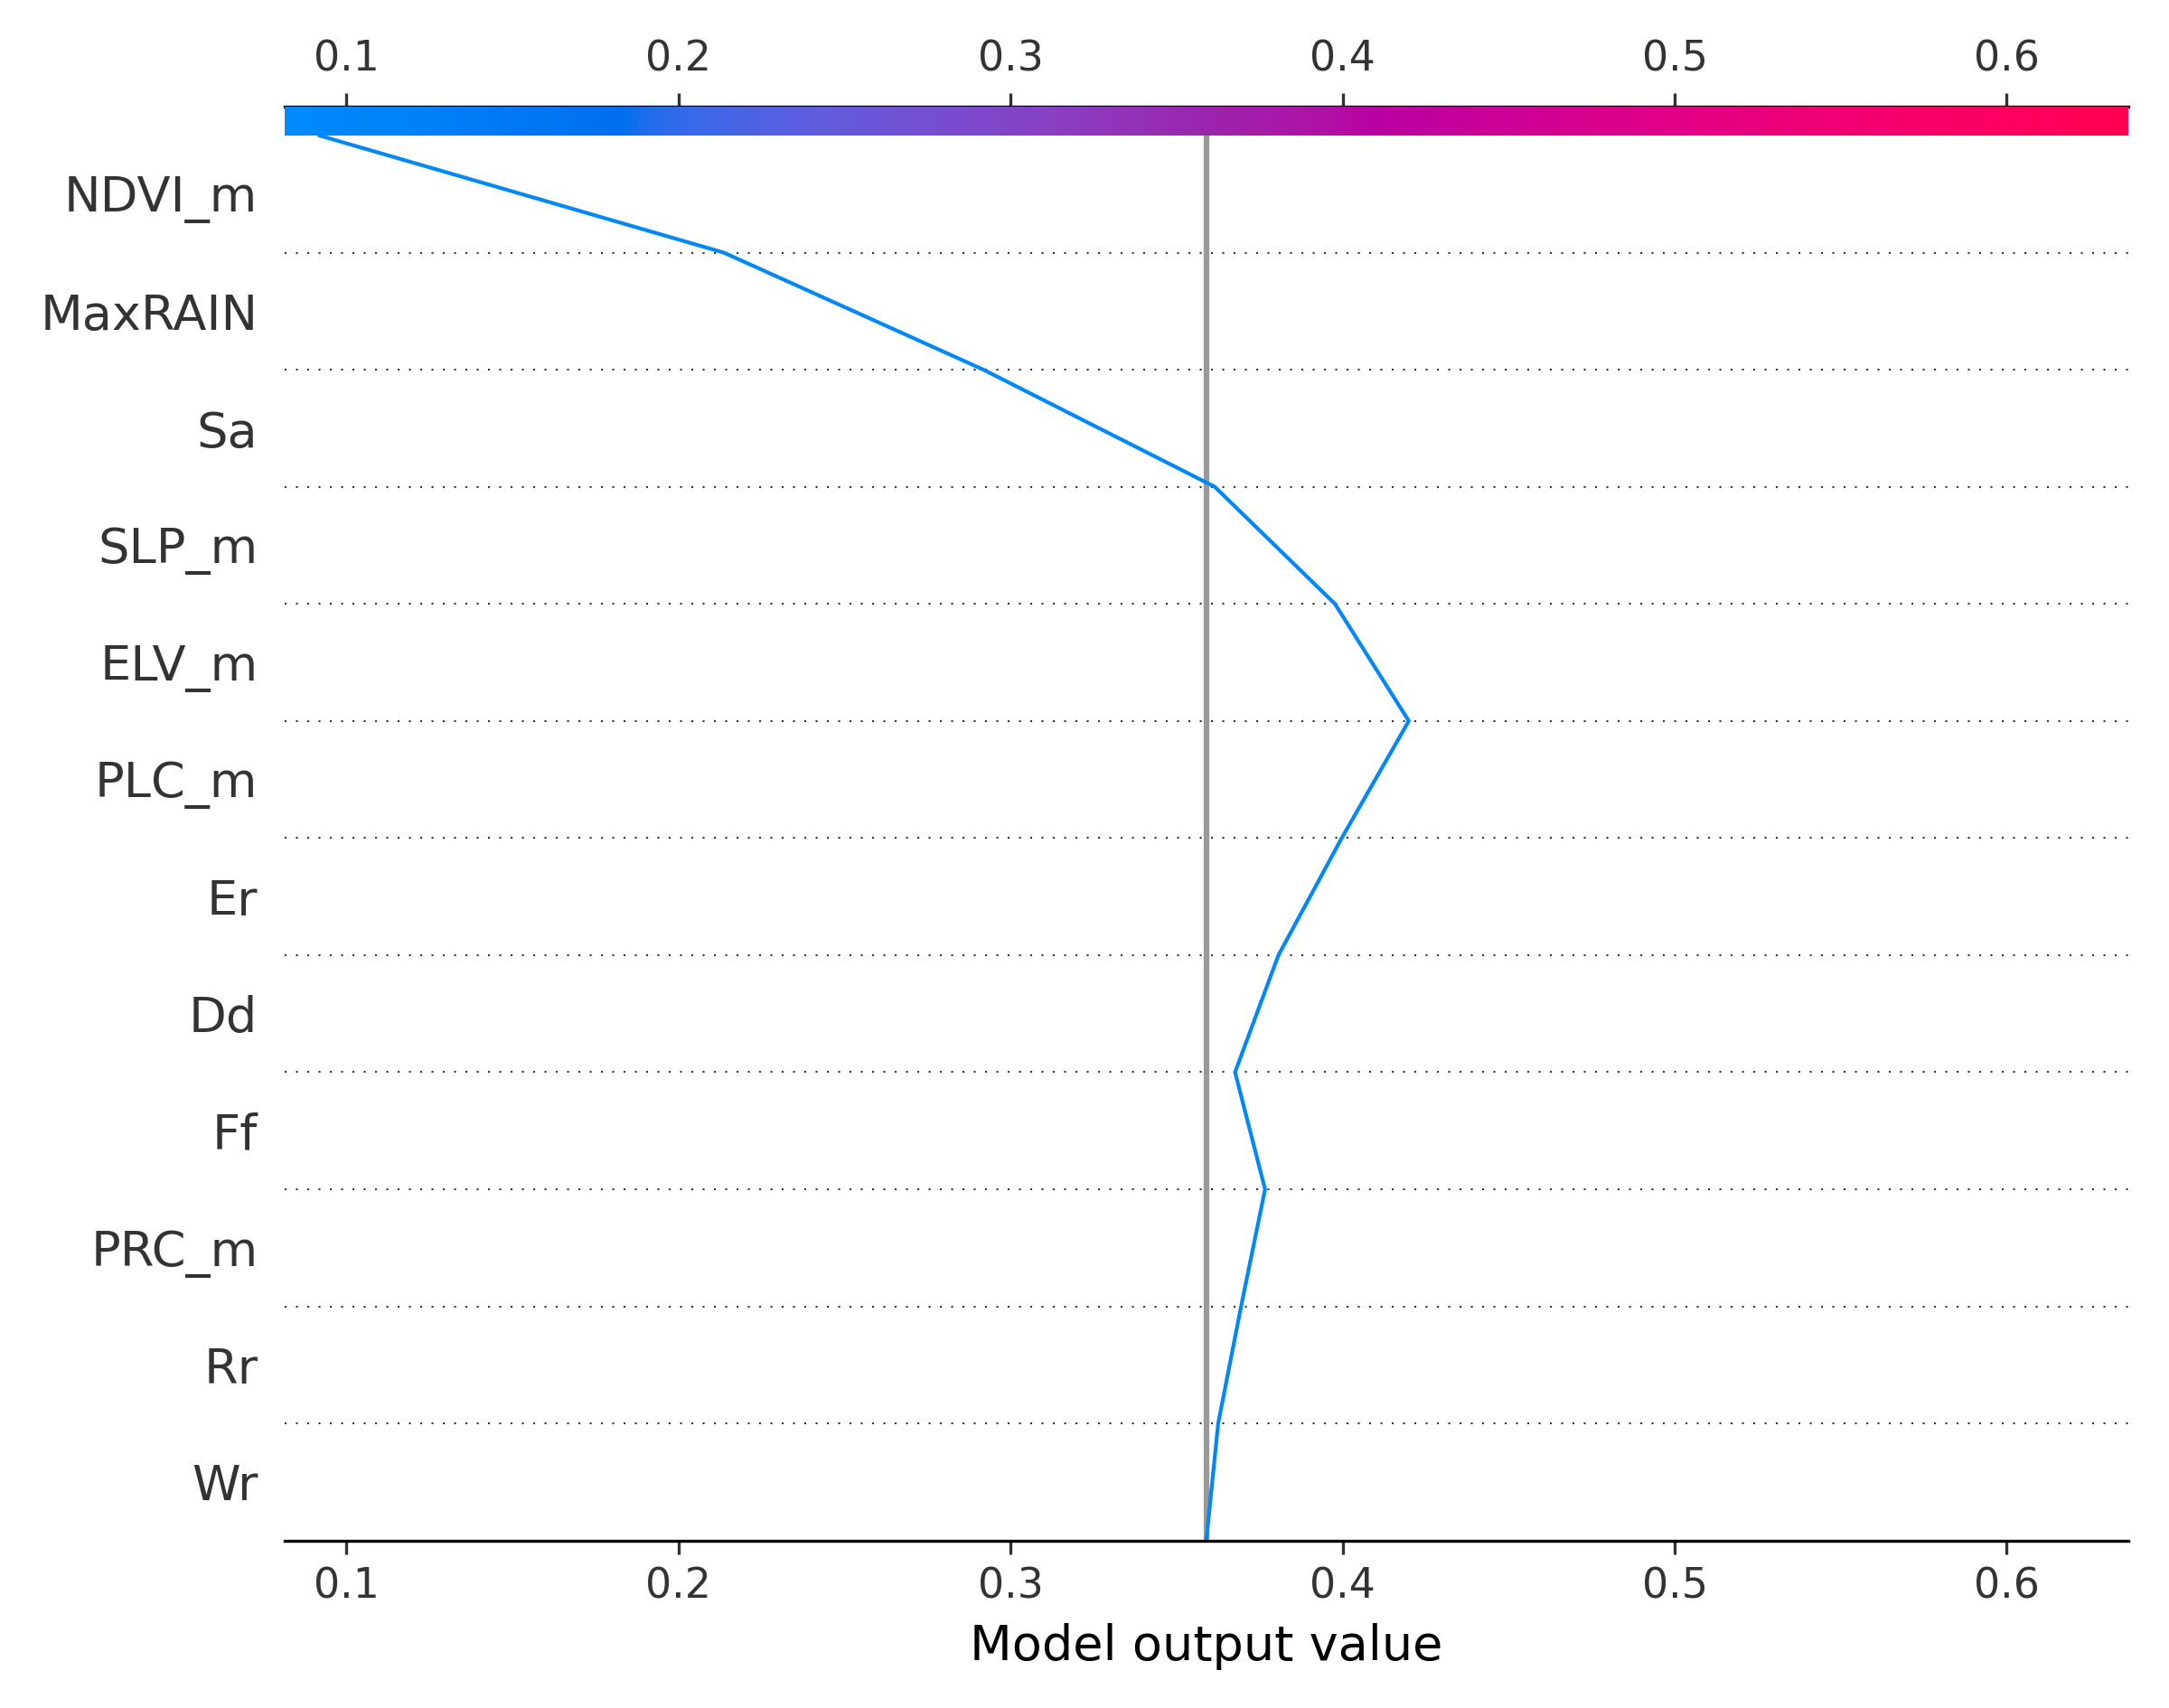 0.1 0.2 0.3 0.4 0.5 0.6
NDVI_m
MaxRAIN
Sa
SLP_m
ELV_m
PLC_m
Er
Dd
Ff
PRC_m
Rr
Wr
0.1 0.2 0.3 0.4 0.5 0.6
Model output value